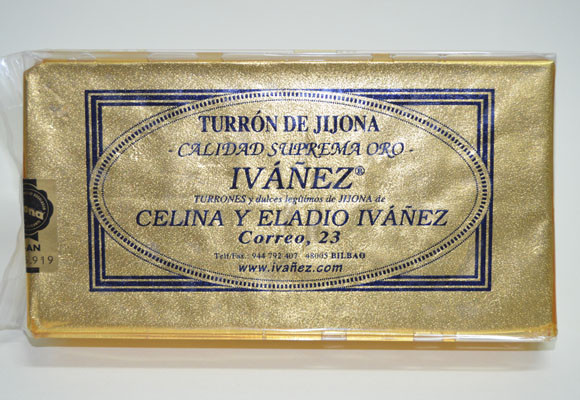 TURRÓN DE JIJONA
- CALIDAD SUPREMA ORO -
IVÁÑEZ®
TURRONES y dulces legítimos de JIJONA de
CELINA Y ELADIO IVÁÑEZ
Correo, 23
Telf/Fax.: 944 792 407 48005 BILBAO
www.ivañez.com
919